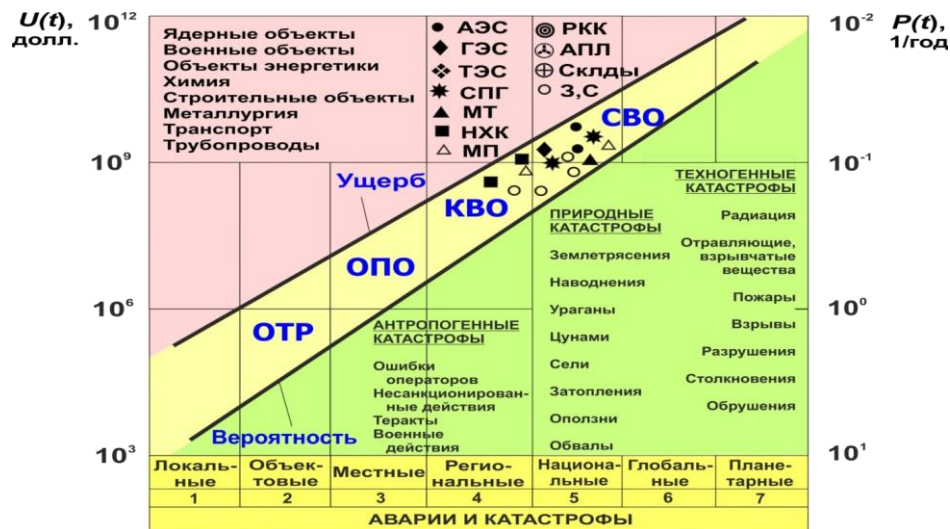 U(t),
долл.
10¹²
10⁹
10⁶
10³
P(t),
1/год
10⁻²
10⁻¹
10⁰
10¹
Ядерные объекты
Военные объекты
Объекты энергетики
Химия
Строительные объекты
Металлургия
Транспорт
Трубопроводы
АЭС
ГЭС
ТЭС
СПГ
МТ
НХК
МП
РКК
АПЛ
Склды
З,С
Ущерб
СВО
КВО
ОПО
ОТР
Вероятность
АНТРОПОГЕННЫЕ
КАТАСТРОФЫ
Ошибки
операторов
Несанкционирован-
ные действия
Теракты
Военные
действия
ПРИРОДНЫЕ
КАТАСТРОФЫ
Землетрясения
Наводнения
Ураганы
Цунами
Сели
Затопления
Оползни
Обвалы
ТЕХНОГЕННЫЕ
КАТАСТРОФЫ
Радиация
Отравляющие,
взрывчатые
вещества
Пожары
Взрывы
Разрушения
Столкновения
Обрушения
Локаль-
ные
1
Объек-
товые
2
Местные
3
Регио-
нальные
4
Национа-
льные
5
Глобаль-
ные
6
Плане-
тарные
7
АВАРИИ И КАТАСТРОФЫ